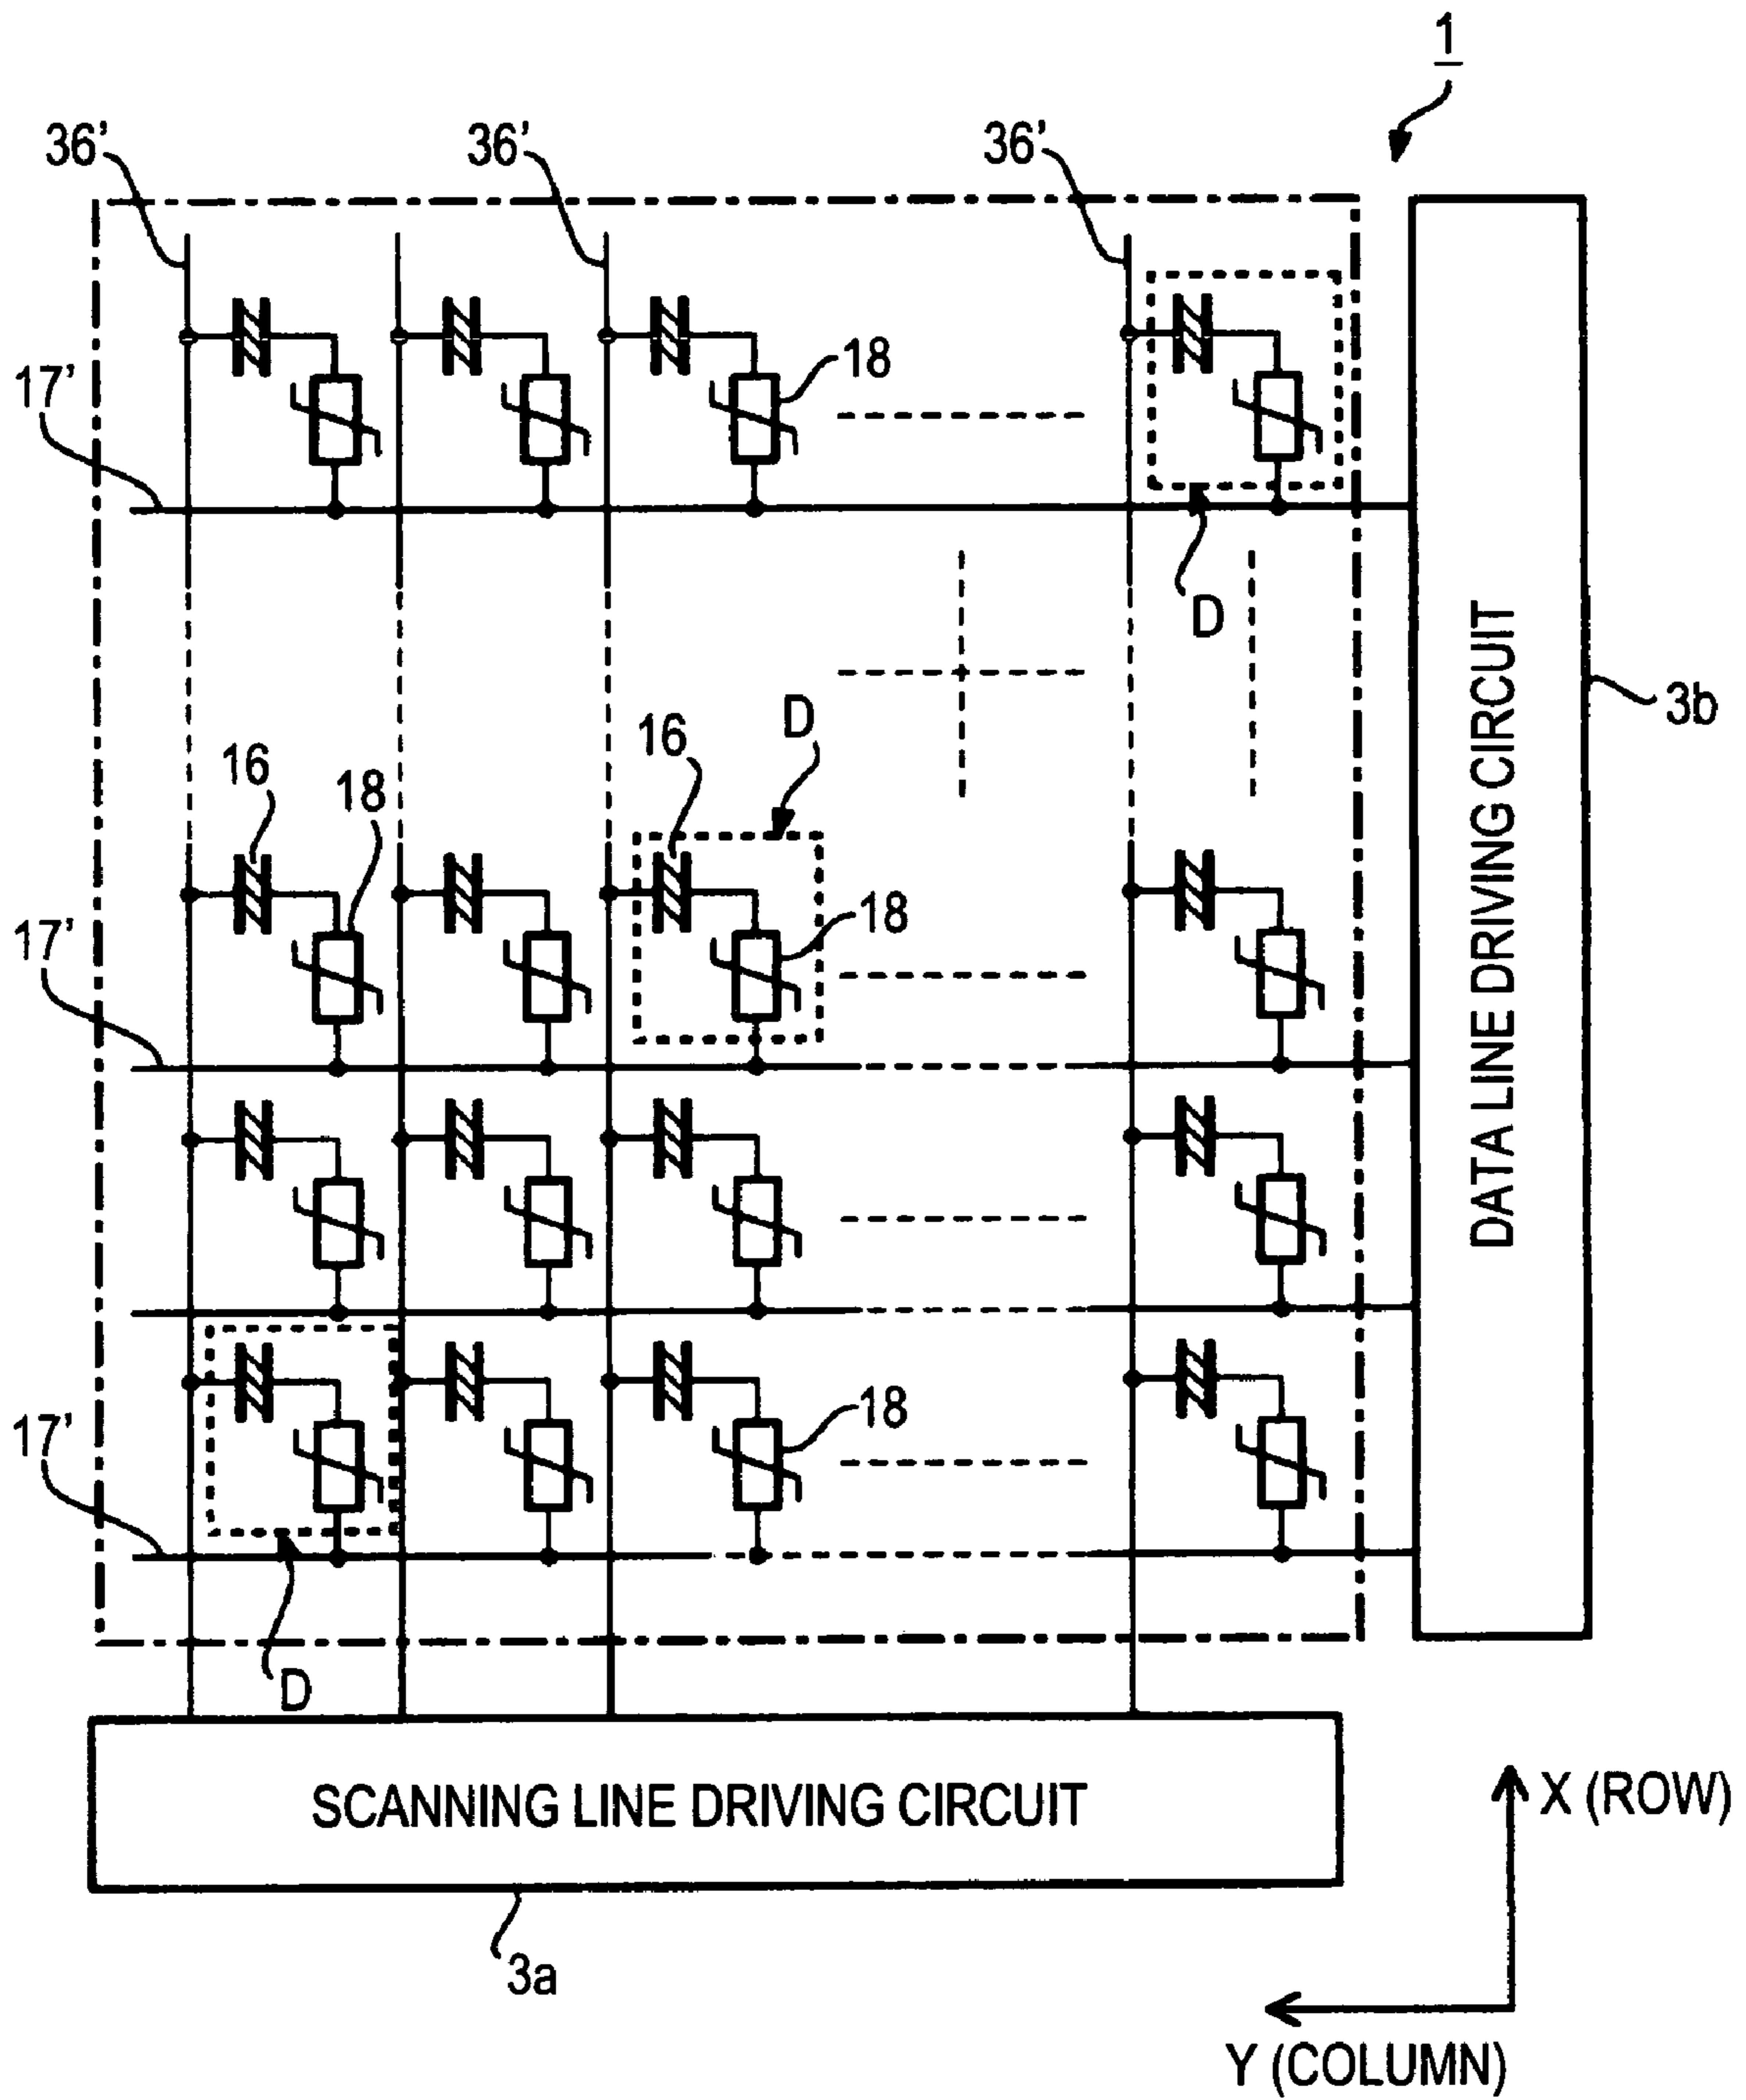 1
36' 36' 36'
18
17'
D
3b
D
16
16
18
18
17'
18
17'
D
DATA LINE DRIVING CIRCUIT
SCANNING LINE DRIVING CIRCUIT
X (ROW)
3a
Y (COLUMN)